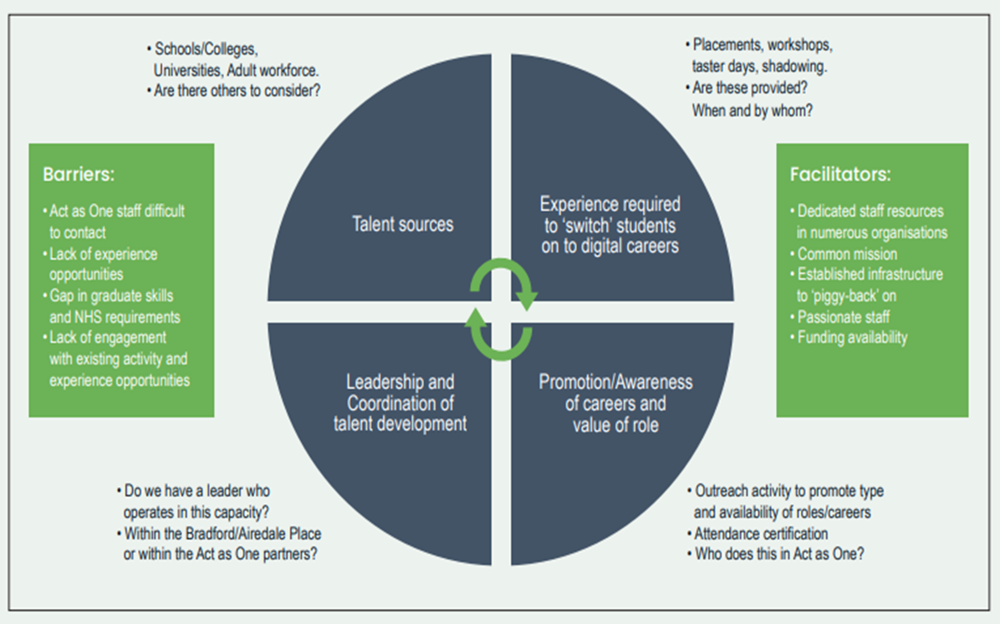 • Schools/Colleges,
Universities, Adult workforce.
• Are there others to consider?
• Placements, workshops,
taster days, shadowing.
• Are these provided?
When and by whom?
Barriers:
• Act as One staff difficult
to contact
• Lack of experience
opportunities
• Gap in graduate skills
and NHS requirements
• Lack of engagement
with existing activity and
experience opportunities
Talent sources
Experience required
to ‘switch’ students
on to digital careers
Leadership and
Coordination of
talent development
Promotion/Awareness
of careers and
value of role
Facilitators:
• Dedicated staff resources
in numerous organisations
• Common mission
• Established infrastructure
to ‘piggy-back’ on
• Passionate staff
• Funding availability
• Do we have a leader who
operates in this capacity?
• Within the Bradford/Airedale Place
or within the Act as One partners?
• Outreach activity to promote type
and availability of roles/careers
• Attendance certification
• Who does this in Act as One?